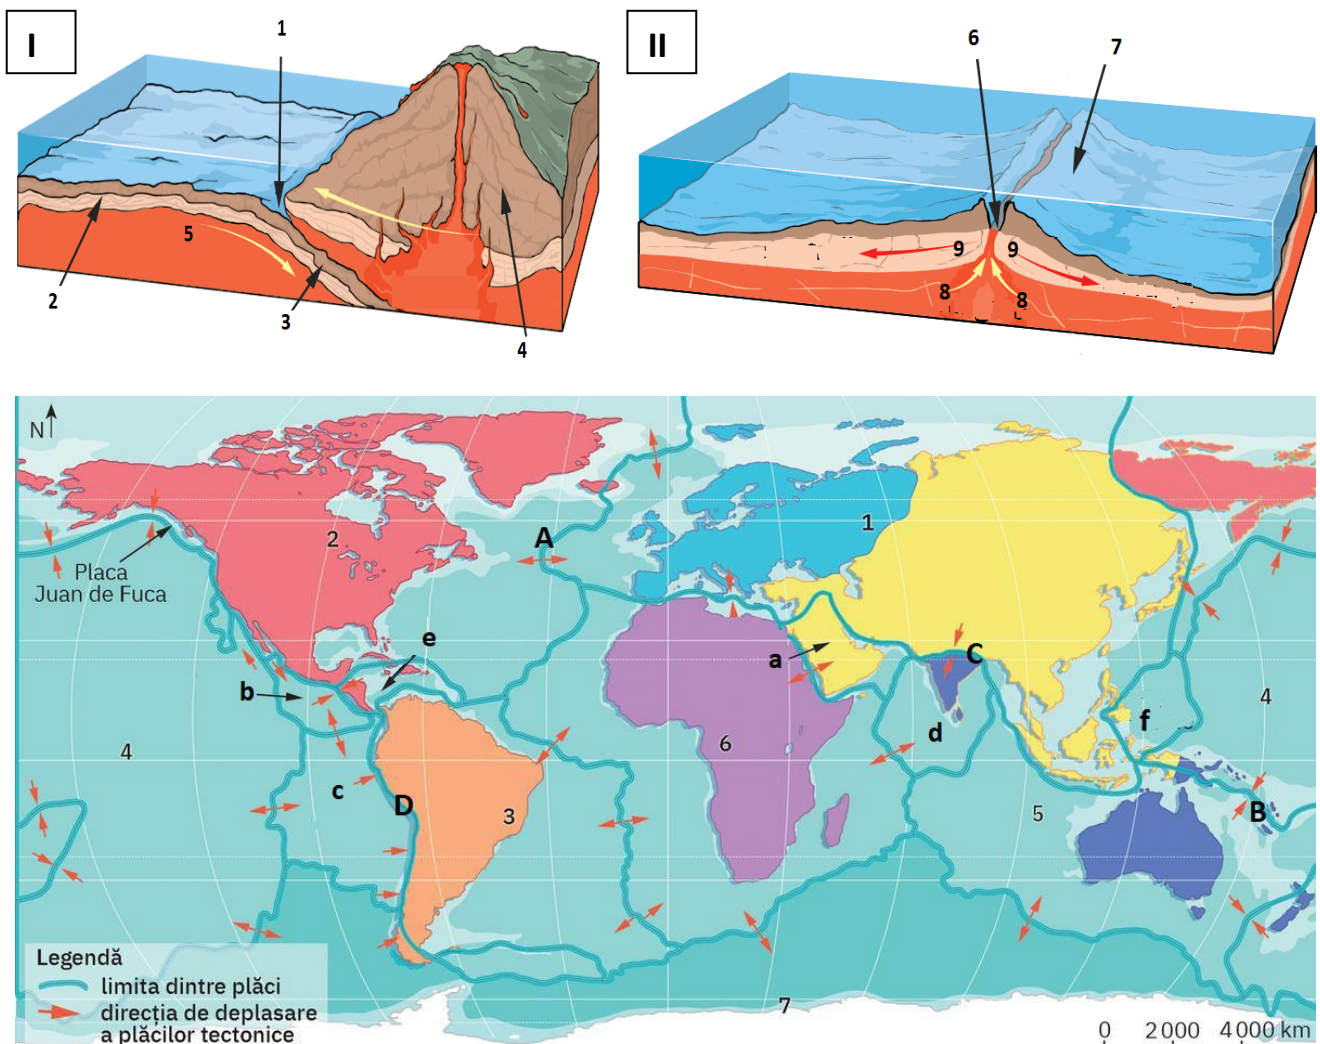 I
1
2
3
4
5
II
6
7
8
8
9
9
N
A
1
2
Placa
Juan de Fuca
e
a
C
b
4
4
f
d
6
c
D
3
5
B
7
Legendă
limita dintre plăci
direcția de deplasare
a plăcilor tectonice
0 2 000 4 000 km